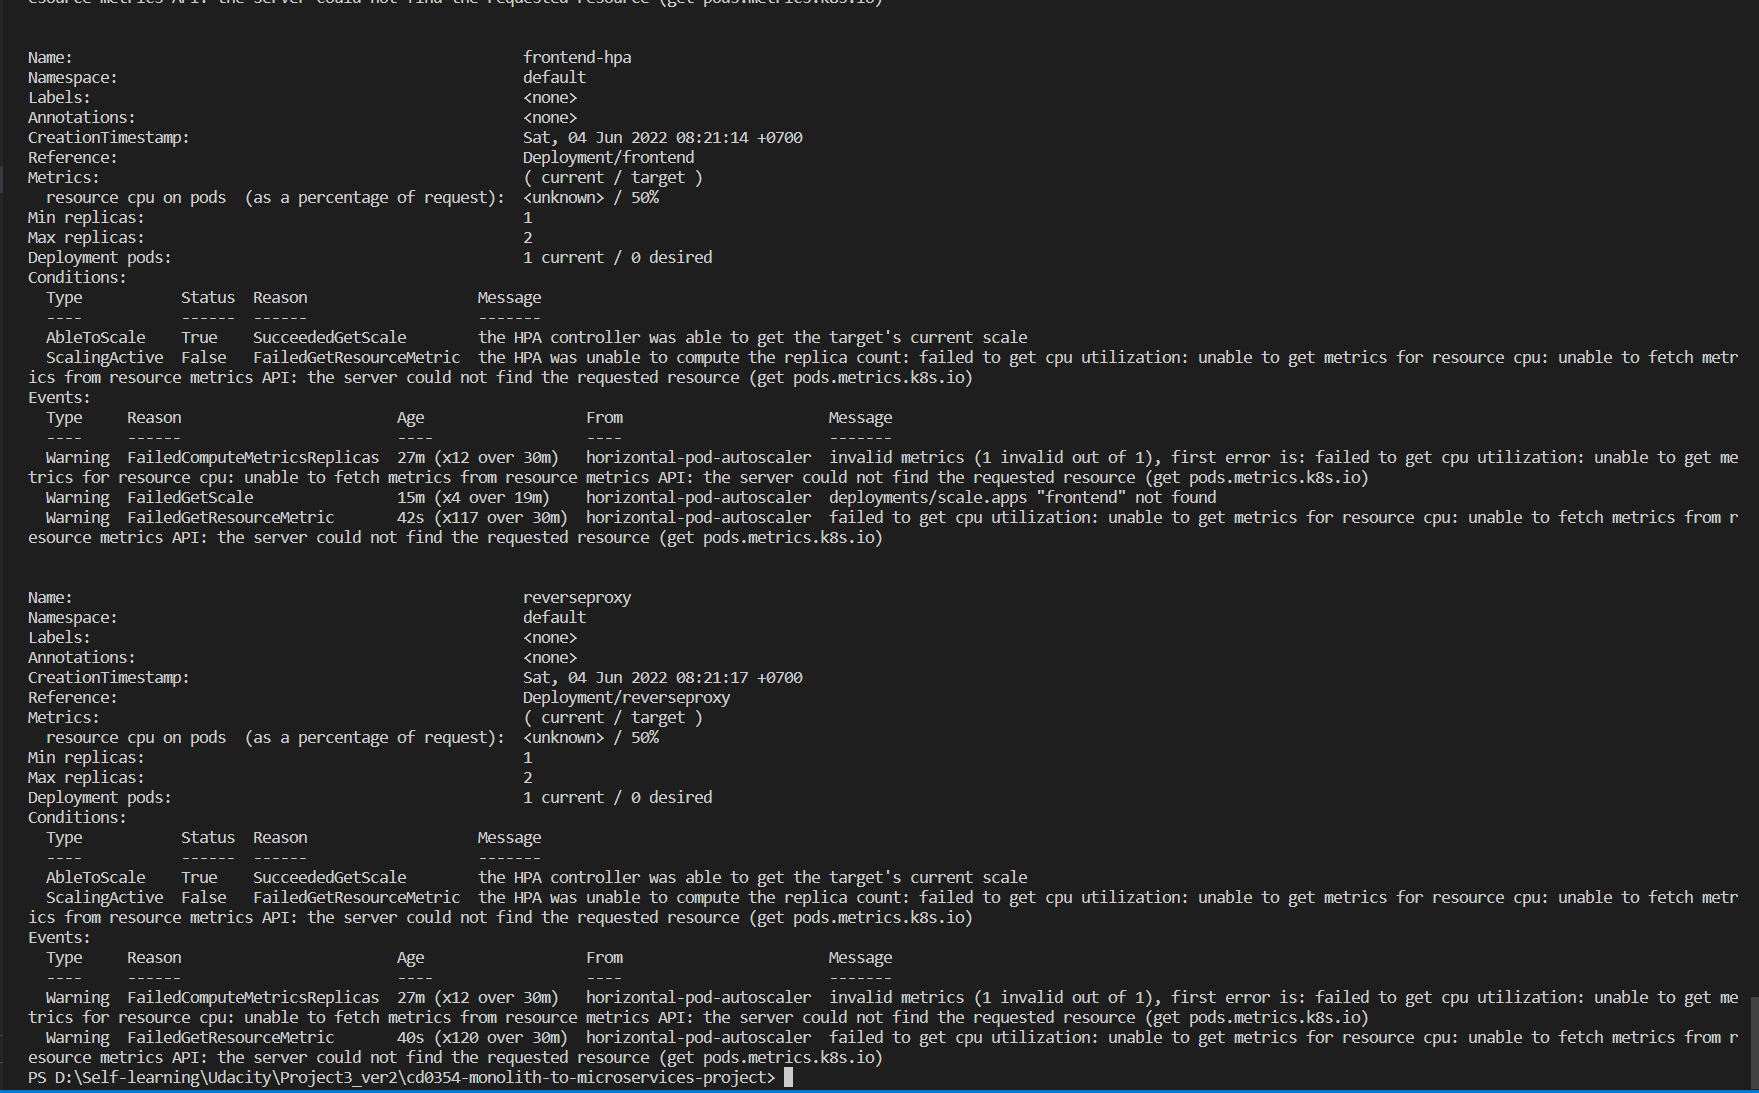 esource metrics API: the server could not find the requested resource (get pods.metrics.k8s.io)
Name:                                                  frontend-hpa
Namespace:                                             default
Labels:                                                <none>
Annotations:                                           <none>
CreationTimestamp:                                     Sat, 04 Jun 2022 08:21:14 +0700
Reference:                                             Deployment/frontend
Metrics:                                               ( current / target )
  resource cpu on pods  (as a percentage of request):  <unknown> / 50%
Min replicas:                                          1
Max replicas:                                          2
Deployment pods:                                       1 current / 0 desired
Conditions:
  Type           Status  Reason                   Message
  ----           ------  ------                   -------
  AbleToScale    True    SucceededGetScale        the HPA controller was able to get the target's current scale
  ScalingActive  False   FailedGetResourceMetric  the HPA was unable to compute the replica count: failed to get cpu utilization: unable to get metrics for resource cpu: unable to fetch metr
ics from resource metrics API: the server could not find the requested resource (get pods.metrics.k8s.io)
Events:
  Type     Reason                        Age                  From                       Message
  ----     ------                        ----                 ----                       -------
  Warning  FailedComputeMetricsReplicas  27m (x12 over 30m)   horizontal-pod-autoscaler  invalid metrics (1 invalid out of 1), first error is: failed to get cpu utilization: unable to get me
trics for resource cpu: unable to fetch metrics from resource metrics API: the server could not find the requested resource (get pods.metrics.k8s.io)
  Warning  FailedGetScale                15m (x4 over 19m)    horizontal-pod-autoscaler  deployments/scale.apps "frontend" not found
  Warning  FailedGetResourceMetric       42s (x117 over 30m)  horizontal-pod-autoscaler  failed to get cpu utilization: unable to get metrics for resource cpu: unable to fetch metrics from r
esource metrics API: the server could not find the requested resource (get pods.metrics.k8s.io)
Name:                                                  reverseproxy
Namespace:                                             default
Labels:                                                <none>
Annotations:                                           <none>
CreationTimestamp:                                     Sat, 04 Jun 2022 08:21:17 +0700
Reference:                                             Deployment/reverseproxy
Metrics:                                               ( current / target )
  resource cpu on pods  (as a percentage of request):  <unknown> / 50%
Min replicas:                                          1
Max replicas:                                          2
Deployment pods:                                       1 current / 0 desired
Conditions:
  Type           Status  Reason                   Message
  ----           ------  ------                   -------
  AbleToScale    True    SucceededGetScale        the HPA controller was able to get the target's current scale
  ScalingActive  False   FailedGetResourceMetric  the HPA was unable to compute the replica count: failed to get cpu utilization: unable to get metrics for resource cpu: unable to fetch metr
ics from resource metrics API: the server could not find the requested resource (get pods.metrics.k8s.io)
Events:
  Type     Reason                        Age                  From                       Message
  ----     ------                        ----                 ----                       -------
  Warning  FailedComputeMetricsReplicas  27m (x12 over 30m)   horizontal-pod-autoscaler  invalid metrics (1 invalid out of 1), first error is: failed to get cpu utilization: unable to get me
trics for resource cpu: unable to fetch metrics from resource metrics API: the server could not find the requested resource (get pods.metrics.k8s.io)
  Warning  FailedGetResourceMetric       40s (x120 over 30m)  horizontal-pod-autoscaler  failed to get cpu utilization: unable to get metrics for resource cpu: unable to fetch metrics from r
esource metrics API: the server could not find the requested resource (get pods.metrics.k8s.io)
PS D:\Self-learning\Udacity\Project3_ver2\cd0354-monolith-to-microservices-project>